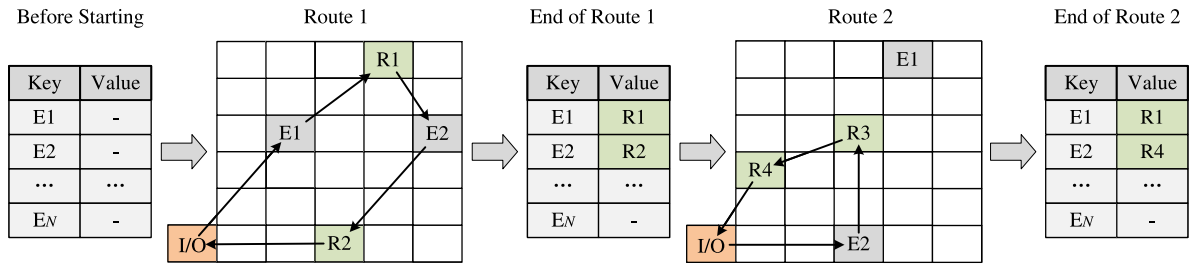 Before Starting
Route 1
End of Route 1
Route 2
End of Route 2
Key Value
E1 -
E2 -
... ...
EN -
R1
E1
E2
I/O
R2
Key Value
E1 R1
E2 R2
... ...
EN -
E1
R3
R4
I/O
E2
Key Value
E1 R1
E2 R4
... ...
EN -